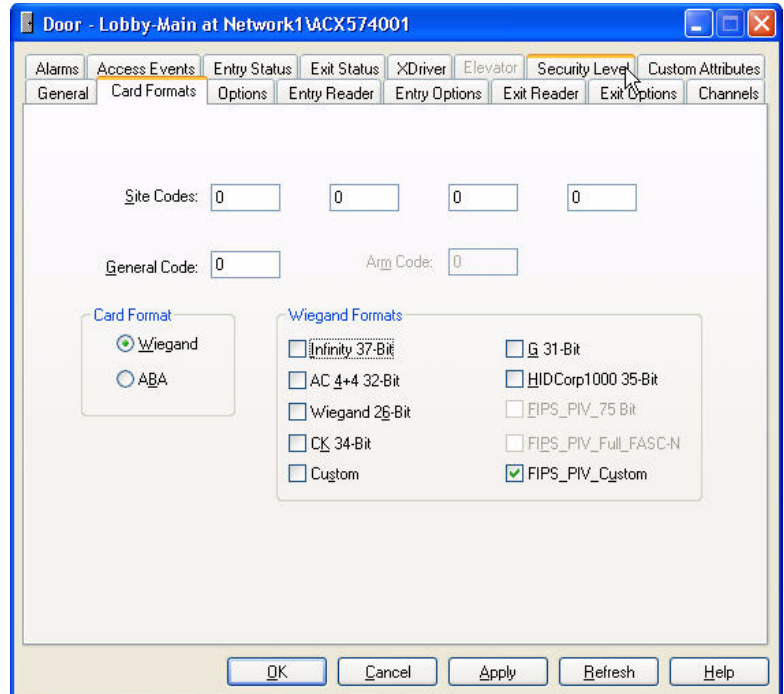 Door - Lobby-Main at Network1\ACX574001
Alarms Access Events Entry Status Exit Status XDriver Elevator Security Level Custom Attributes
General Card Formats Options Entry Reader Entry Options Exit Reader Exit Options Channels
Site Codes: 0 0 0 0
General Code: 0 Arm Code: 0
Card Format
Wiegand
ABA
Wiegand Formats
Infinity 37-Bit G 31-Bit
AC 4+4 32-Bit HIDCorp1000 35-Bit
Wiegand 26-Bit FIPS_PIV_75 Bit
CK 34-Bit FIPS_PIV_Full_FASC-N
Custom FIPS_PIV_Custom
OK Cancel Apply Refresh Help